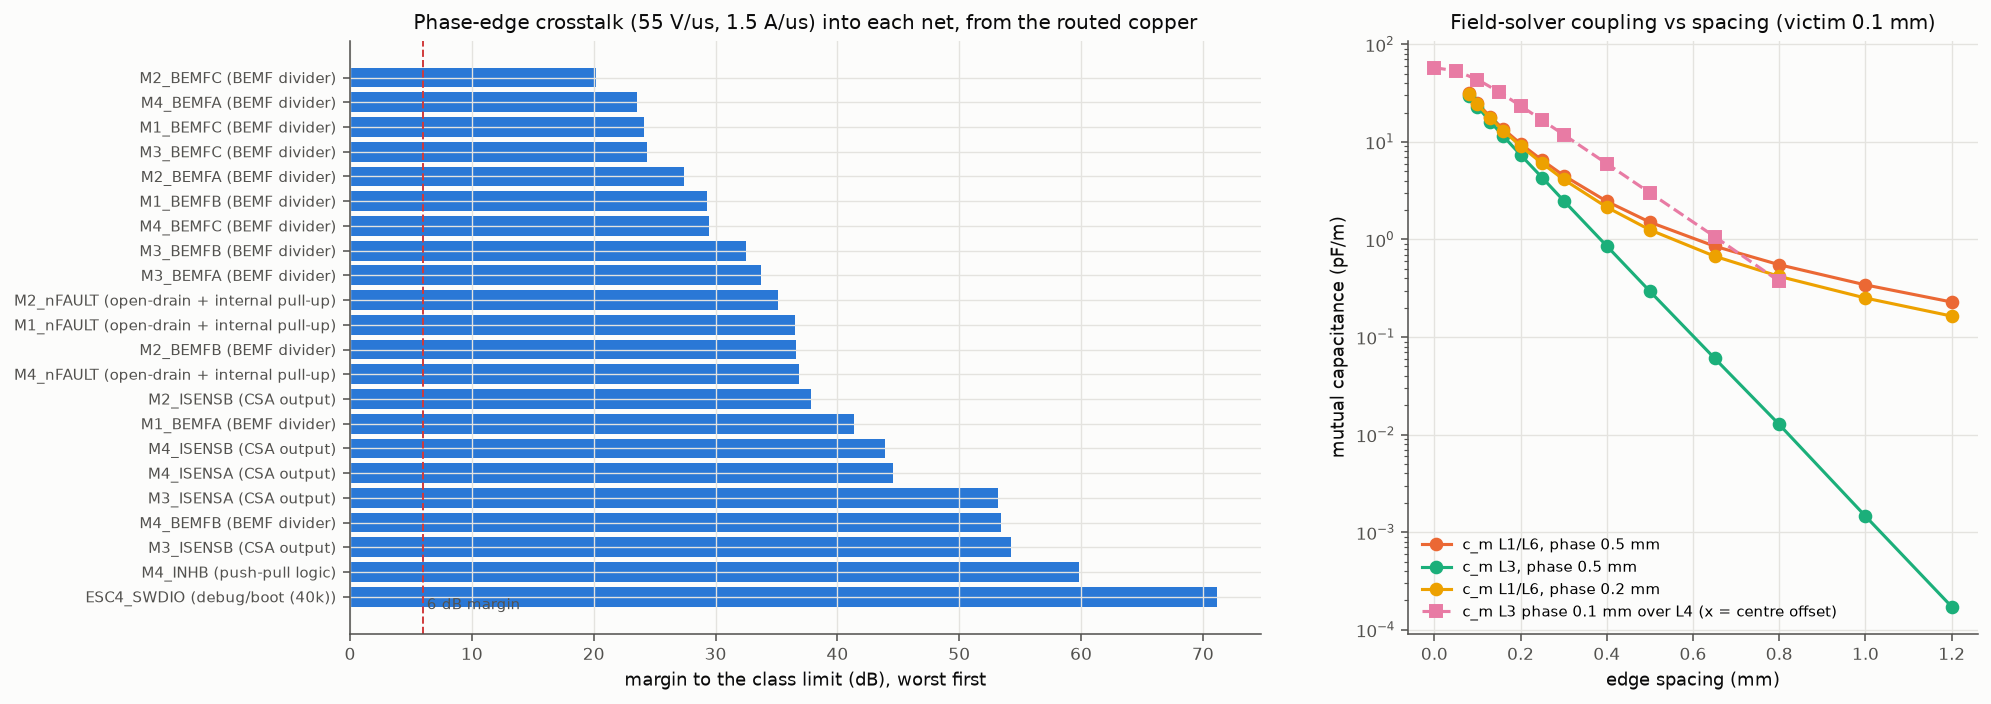 Phase-edge crosstalk (55 V/us, 1.5 A/us) into each net, from the routed copper
M2_BEMFC (BEMF divider)
M4_BEMFA (BEMF divider)
M1_BEMFC (BEMF divider)
M3_BEMFC (BEMF divider)
M2_BEMFA (BEMF divider)
M1_BEMFB (BEMF divider)
M4_BEMFC (BEMF divider)
M3_BEMFB (BEMF divider)
M3_BEMFA (BEMF divider)
M2_nFAULT (open-drain + internal pull-up)
M1_nFAULT (open-drain + internal pull-up)
M2_BEMFB (BEMF divider)
M4_nFAULT (open-drain + internal pull-up)
M2_ISENSB (CSA output)
M1_BEMFA (BEMF divider)
M4_ISENSB (CSA output)
M4_ISENSA (CSA output)
M3_ISENSA (CSA output)
M4_BEMFB (BEMF divider)
M3_ISENSB (CSA output)
M4_INHB (push-pull logic)
ESC4_SWDIO (debug/boot (40k))
6 dB margin
0 10 20 30 40 50 60 70
margin to the class limit (dB), worst first
Field-solver coupling vs spacing (victim 0.1 mm)
mutual capacitance (pF/m)
10^2
10^1
10^0
10^-1
10^-2
10^-3
10^-4
c_m L1/L6, phase 0.5 mm
c_m L3, phase 0.5 mm
c_m L1/L6, phase 0.2 mm
c_m L3 phase 0.1 mm over L4 (x = centre offset)
0.0 0.2 0.4 0.6 0.8 1.0 1.2
edge spacing (mm)